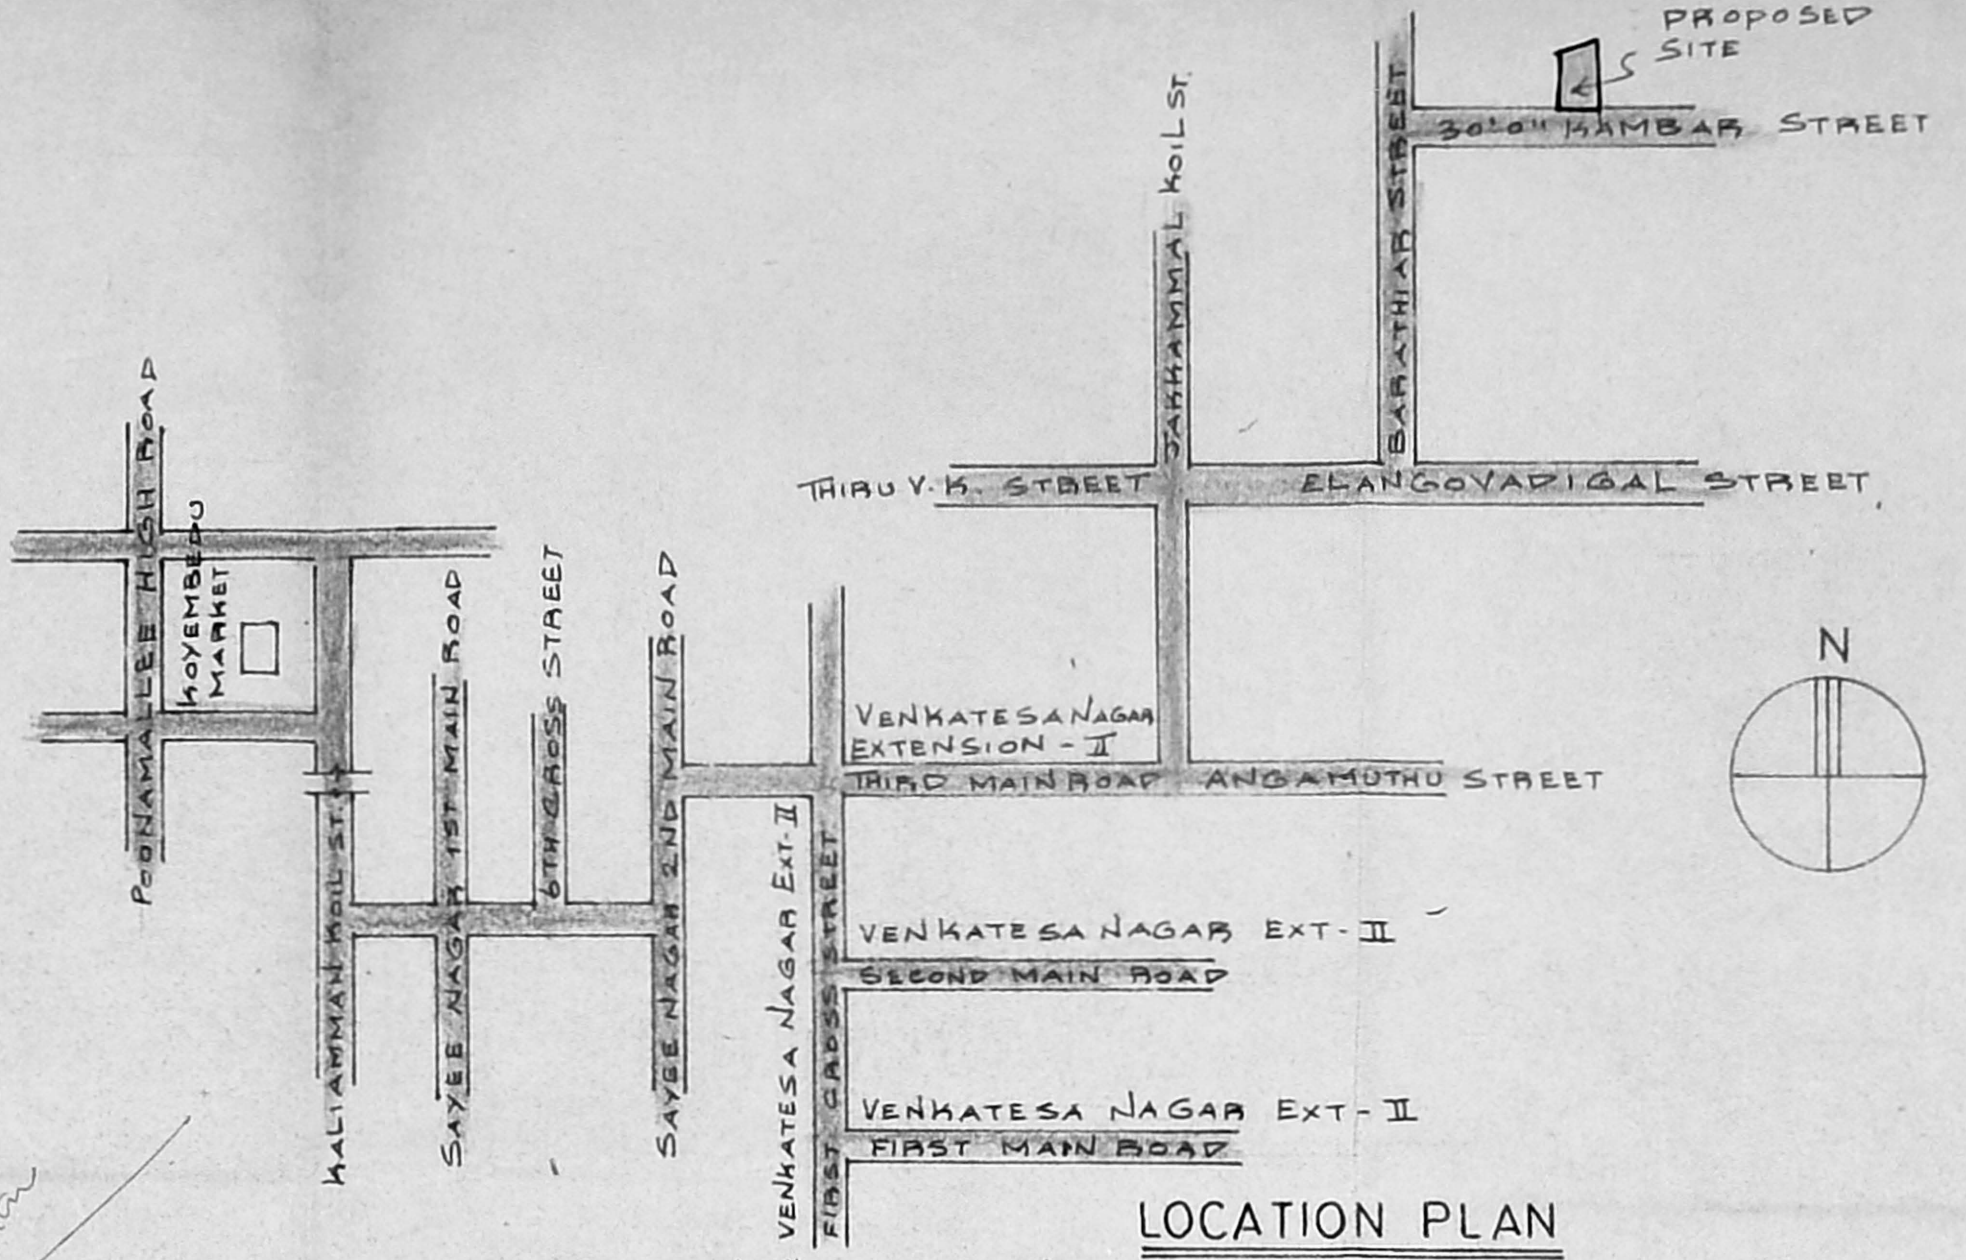 PROPOSED
SITE
30'0" KAMBAR STREET
BARATHIAR STREET
JAKKAMMAL KOIL ST.
THIRU V.K. STREET
ELANGOVADIGAL STREET
POONAMALLEE HIGH ROAD
KOYEMBEDU
MARKET
KALIAMMAN KOIL ST.
SAYEE NAGAR 1ST MAIN ROAD
6TH CROSS STREET
SAYEE NAGAR 2ND MAIN ROAD
VENKATESA NAGAR
EXTENSION - II
THIRD MAIN ROAD
ANGAMUTHU STREET
N
VENKATESA NAGAR EXT-II
FIRST CROSS STREET
VENKATESA NAGAR EXT-II
SECOND MAIN ROAD
VENKATESA NAGAR EXT-II
FIRST MAIN ROAD
LOCATION PLAN